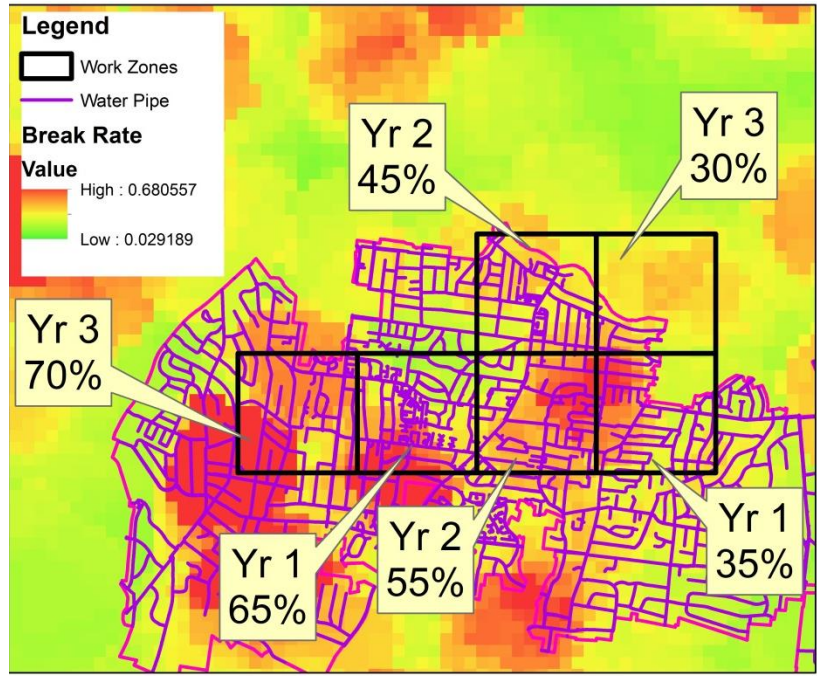 Legend
Work Zones
Water Pipe
Break Rate
Value
High : 0.680557
Low : 0.029189
Yr 2
45%
Yr 3
30%
Yr 3
70%
Yr 1
65%
Yr 2
55%
Yr 1
35%